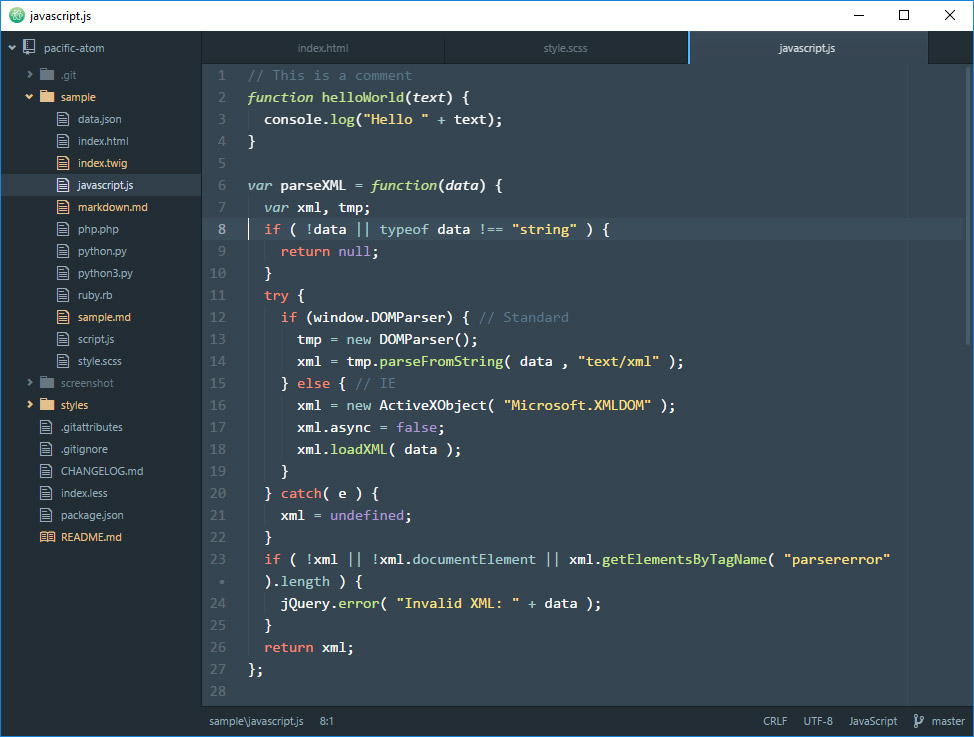 javascript.js
pacific-atom
.git
sample
data.json
index.html
index.twig
javascript.js
markdown.md
php.php
python.py
python3.py
ruby.rb
sample.md
script.js
style.scss
screenshot
styles
.gitattributes
.gitignore
CHANGELOG.md
index.less
package.json
README.md
index.html style.scss javascript.js
1 // This is a comment
2 function helloWorld(text) {
3   console.log("Hello " + text);
4 }
5
6 var parseXML = function(data) {
7   var xml, tmp;
8   if ( !data || typeof data !== "string" ) {
9     return null;
10   }
11   try {
12     if (window.DOMParser) { // Standard
13       tmp = new DOMParser();
14       xml = tmp.parseFromString( data , "text/xml" );
15     } else { // IE
16       xml = new ActiveXObject( "Microsoft.XMLDOM" );
17       xml.async = false;
18       xml.loadXML( data );
19     }
20   } catch( e ) {
21     xml = undefined;
22   }
23   if ( !xml || !xml.documentElement || xml.getElementsByTagName( "parsererror"
•   ).length ) {
24     jQuery.error( "Invalid XML: " + data );
25   }
26   return xml;
27 };
28
sample\javascript.js 8:1 CRLF UTF-8 JavaScript master